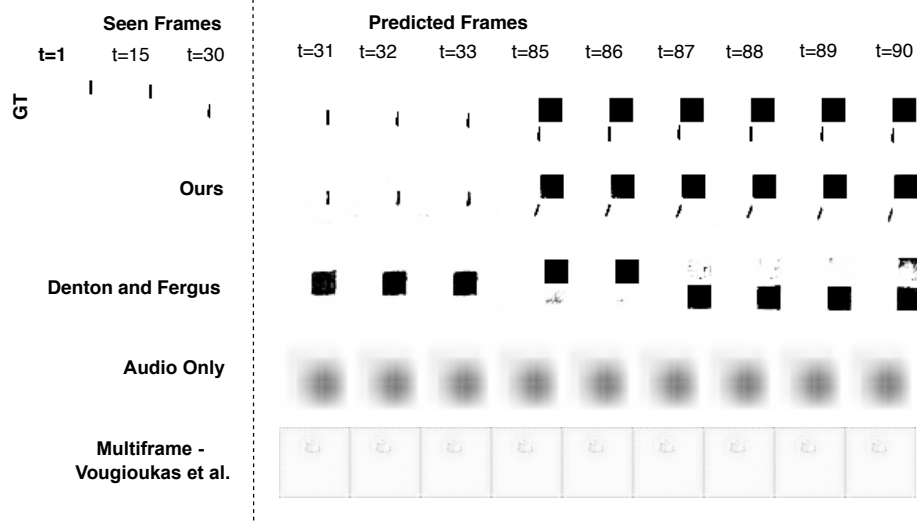 Seen Frames
Predicted Frames
t=1 t=15 t=30 t=31 t=32 t=33 t=85 t=86 t=87 t=88 t=89 t=90
GT
Ours
Denton and Fergus
Audio Only
Multiframe -
Vougioukas et al.